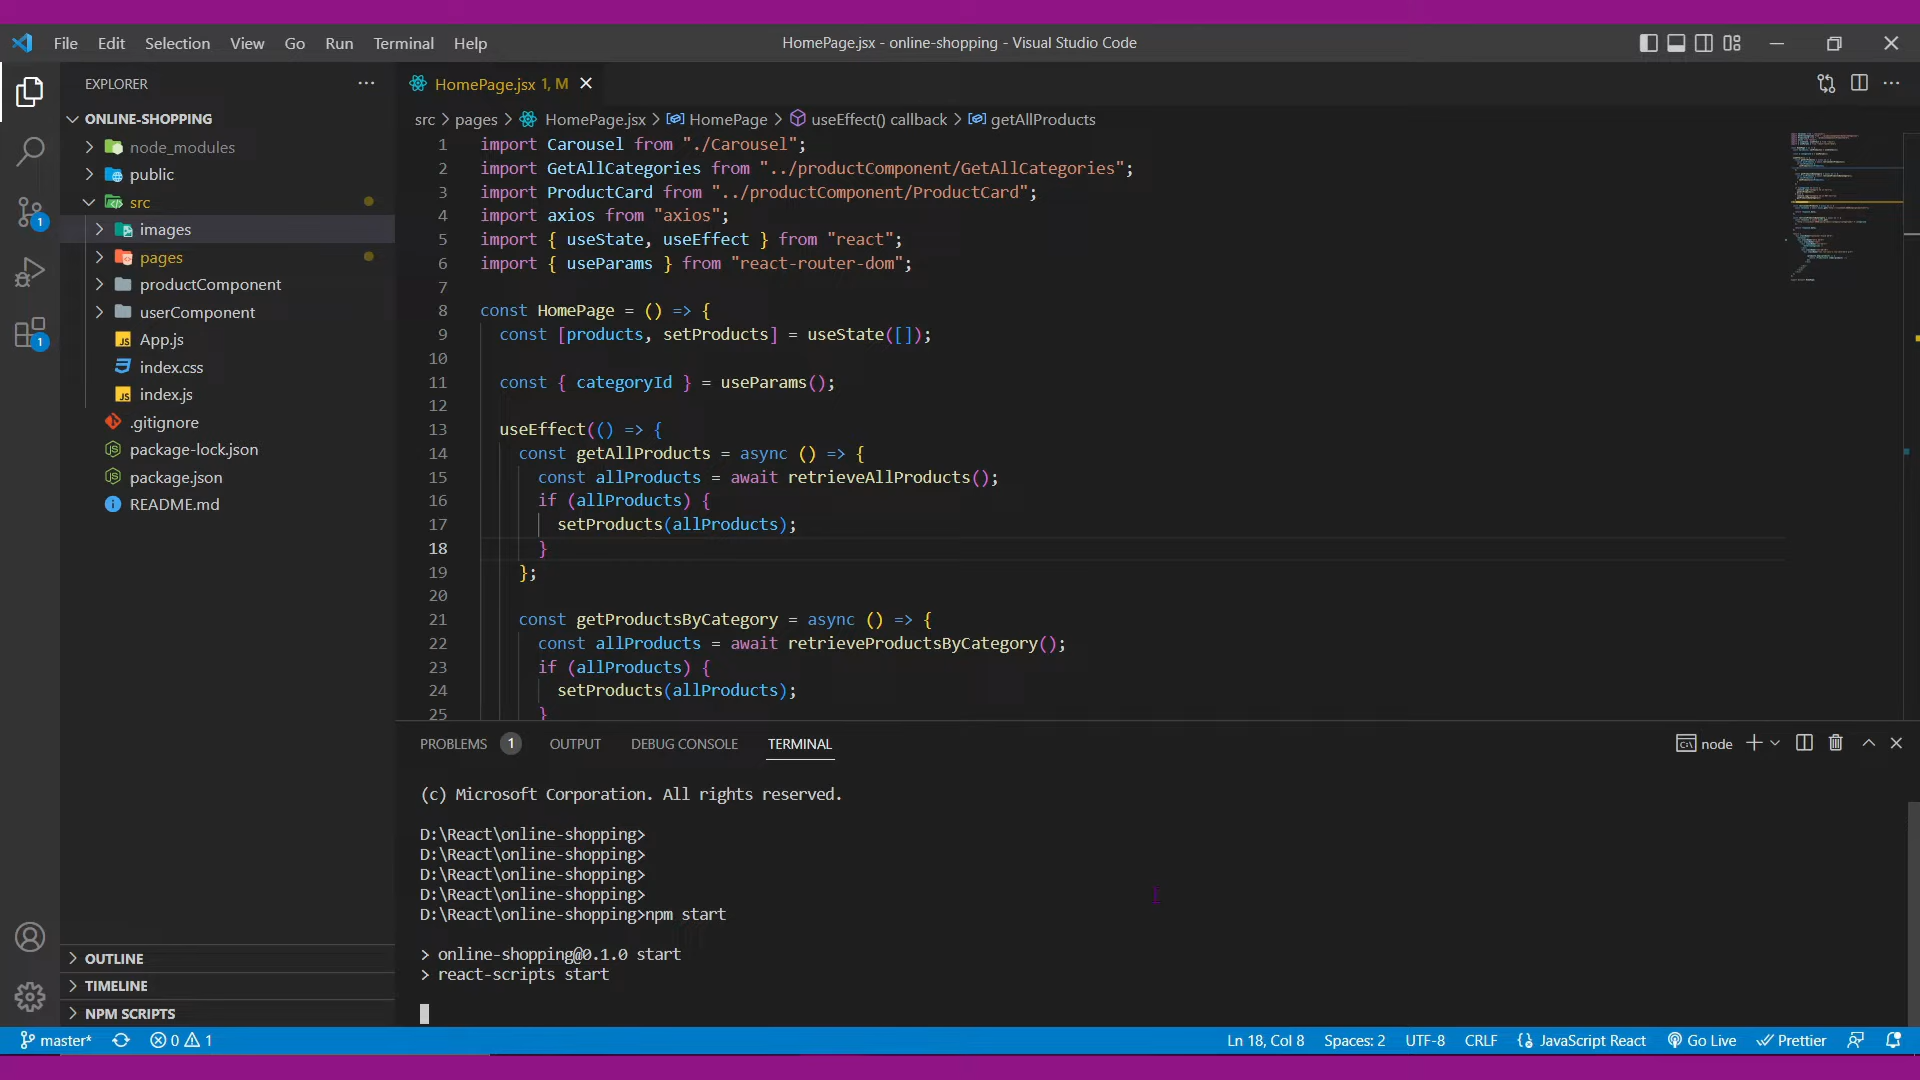 File Edit Selection View Go Run Terminal Help
HomePage.jsx - online-shopping - Visual Studio Code
EXPLORER
ONLINE-SHOPPING
node_modules
public
src
images
pages
productComponent
userComponent
App.js
index.css
index.js
.gitignore
package-lock.json
package.json
README.md
OUTLINE
TIMELINE
NPM SCRIPTS
1
1
HomePage.jsx 1, M
src > pages > HomePage.jsx > HomePage > useEffect() callback > getAllProducts
1 import Carousel from "./Carousel";
2 import GetAllCategories from "../productComponent/GetAllCategories";
3 import ProductCard from "../productComponent/ProductCard";
4 import axios from "axios";
5 import { useState, useEffect } from "react";
6 import { useParams } from "react-router-dom";
7
8 const HomePage = () => {
9 const [products, setProducts] = useState([]);
10
11 const { categoryId } = useParams();
12
13 useEffect(() => {
14 const getAllProducts = async () => {
15 const allProducts = await retrieveAllProducts();
16 if (allProducts) {
17 setProducts(allProducts);
18 }
19 };
20
21 const getProductsByCategory = async () => {
22 const allProducts = await retrieveProductsByCategory();
23 if (allProducts) {
24 setProducts(allProducts);
25 }
PROBLEMS 1 OUTPUT DEBUG CONSOLE TERMINAL
node
(c) Microsoft Corporation. All rights reserved.
D:\React\online-shopping>
D:\React\online-shopping>
D:\React\online-shopping>
D:\React\online-shopping>
D:\React\online-shopping>npm start
> online-shopping@0.1.0 start
> react-scripts start
master* 0 1 Ln 18, Col 8 Spaces: 2 UTF-8 CRLF JavaScript React Go Live Prettier